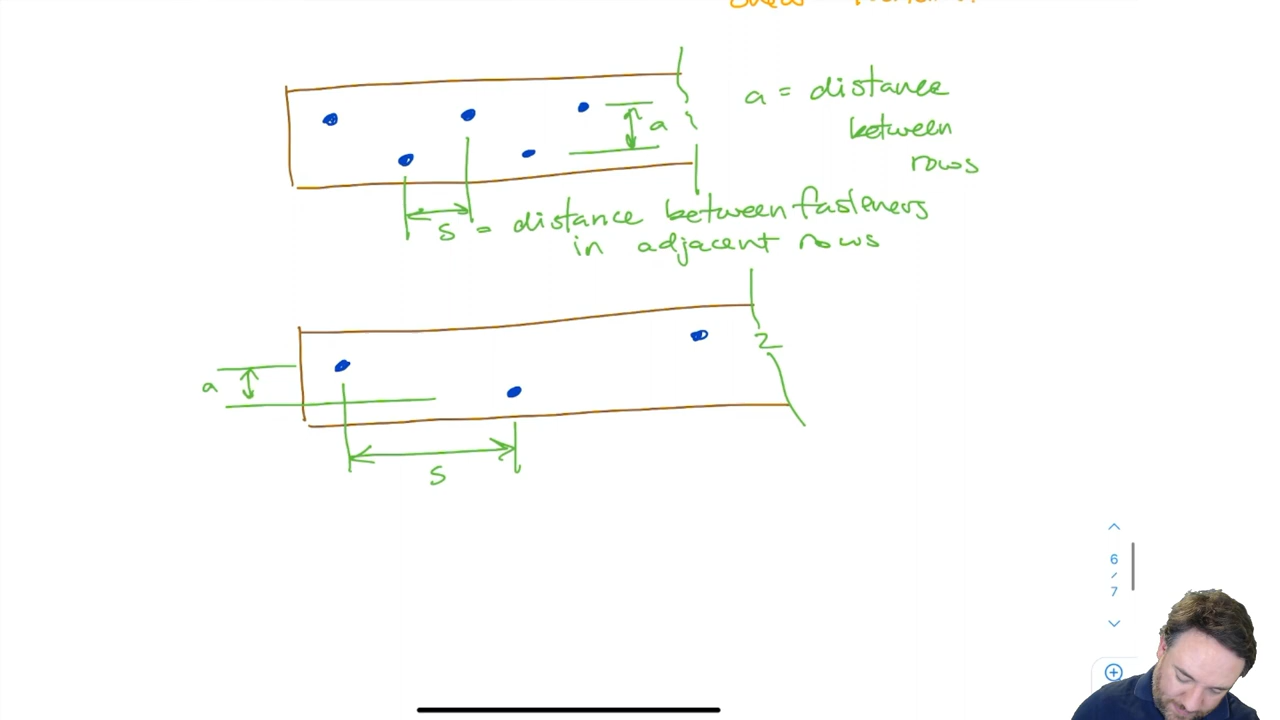 a = distance
between
rows
a
s = distance between fasteners
in adjacent rows
a
s
6
/
7